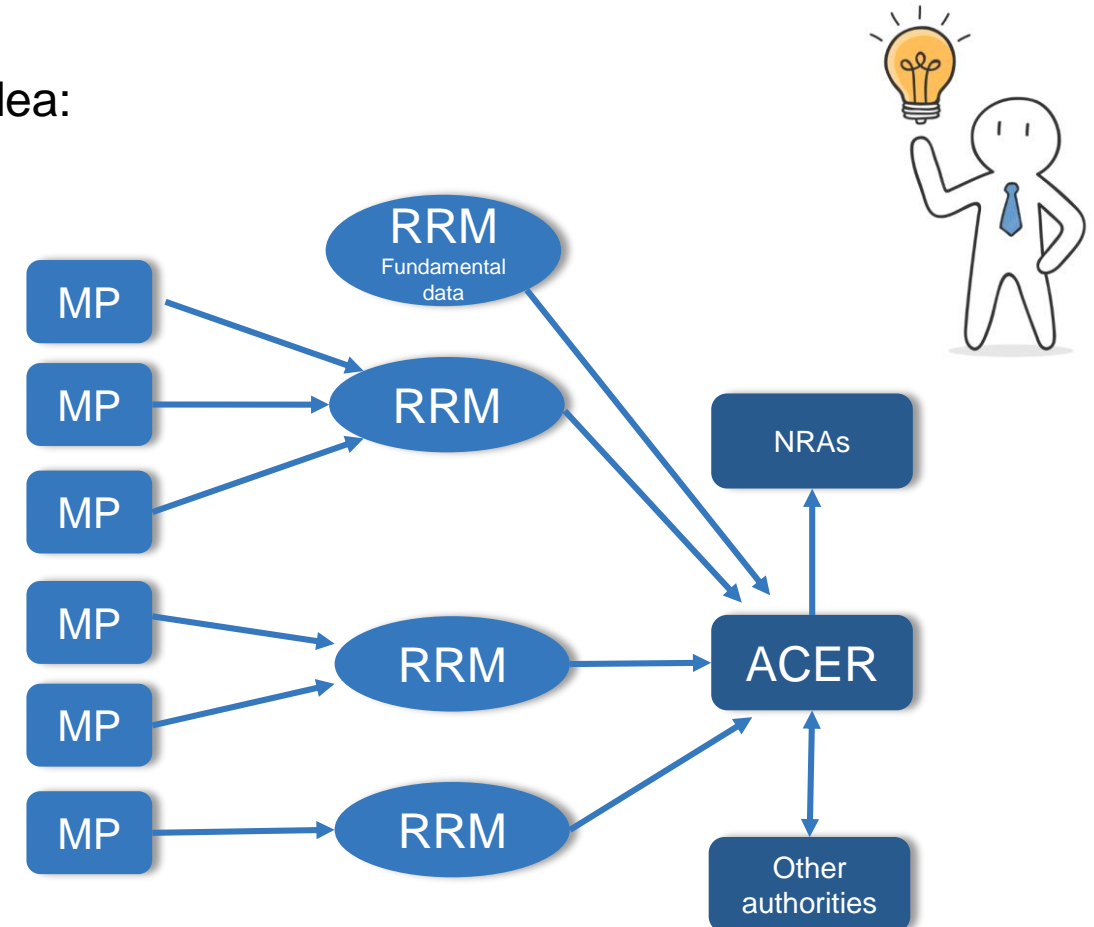 lea:
RRM
Fundamental
data
MP
MP
RRM
MP
NRAs
MP
RRM
ACER
MP
MP
RRM
Other
authorities